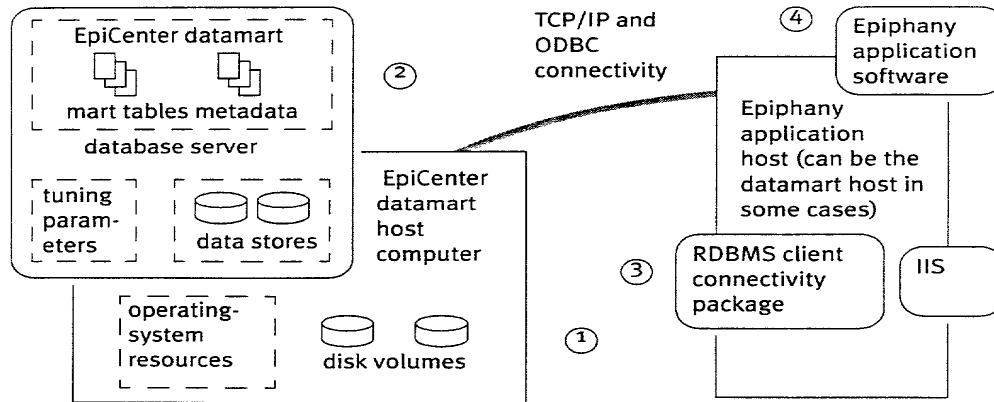 EpiCenter datamart
mart tables metadata
database server
tuning
param-
eters
data stores
2
TCP/IP and
ODBC
connectivity
4
Epiphany
application
software
EpiCenter
datamart
host
computer
Epiphany
application
host (can be the
datamart host in
some cases)
3
RDBMS client
connectivity
package
IIS
operating-
system
resources
disk volumes
1